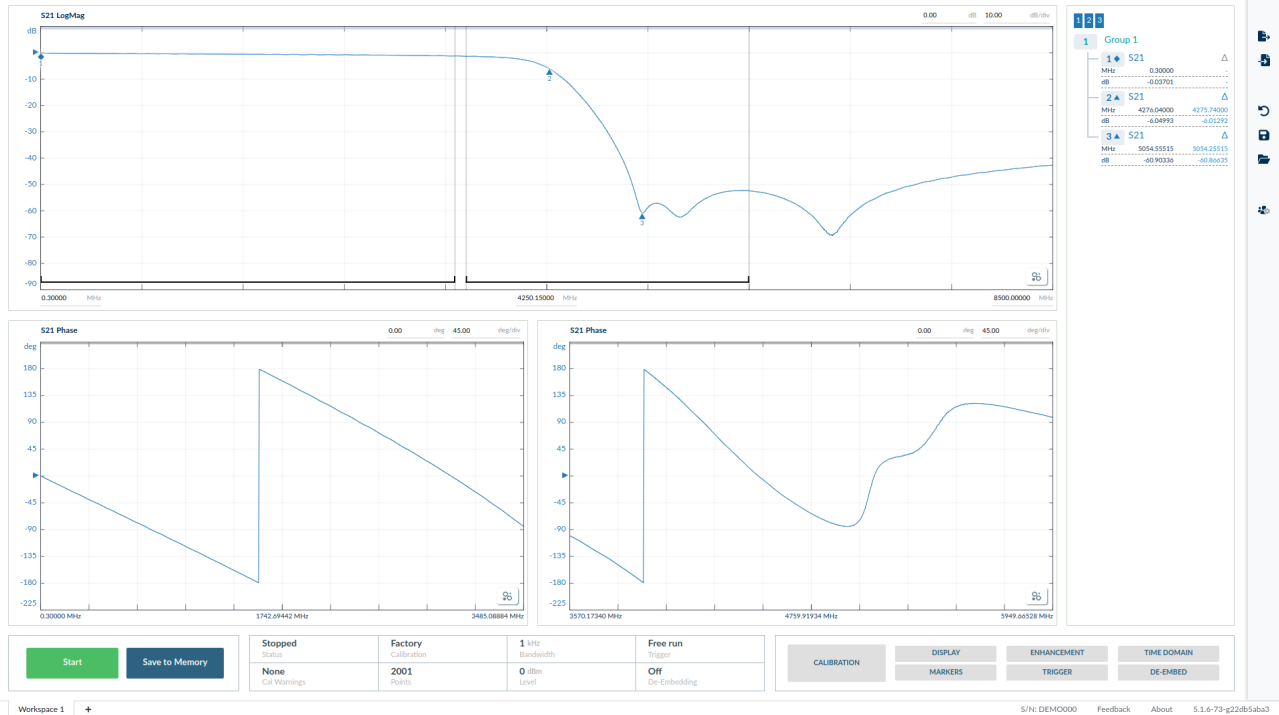 S21 LogMag
0.00 dB 10.00 dB/div
dB
-10
-20
-30
-40
-50
-60
-70
-80
-90
1
2
3
0.30000 MHz
4250.15000 MHz
8500.00000 MHz
1 2 3
1 Group 1
1 S21 Δ
MHz 0.30000 -
dB -0.03701 -
2 S21 Δ
MHz 4276.04000 4275.74000
dB -6.04993 -6.01292
3 S21 Δ
MHz 5054.55515 5054.25515
dB -60.90336 -60.86635
S21 Phase
0.00 deg 45.00 deg/div
deg
180
135
90
45
-45
-90
-135
-180
-225
0.30000 MHz
1742.69442 MHz
3485.08884 MHz
S21 Phase
0.00 deg 45.00 deg/div
deg
180
135
90
45
-45
-90
-135
-180
-225
3570.17340 MHz
4759.91934 MHz
5949.66528 MHz
Start
Save to Memory
Stopped
Status
Factory
Calibration
1 kHz
Bandwidth
Free run
Trigger
None
Cal Warnings
2001
Points
0 dBm
Level
Off
De-Embedding
CALIBRATION
DISPLAY
ENHANCEMENT
TIME DOMAIN
MARKERS
TRIGGER
DE-EMBED
Workspace 1 +
S/N: DEMO000 Feedback About 5.1.6-73-g22db5aba3